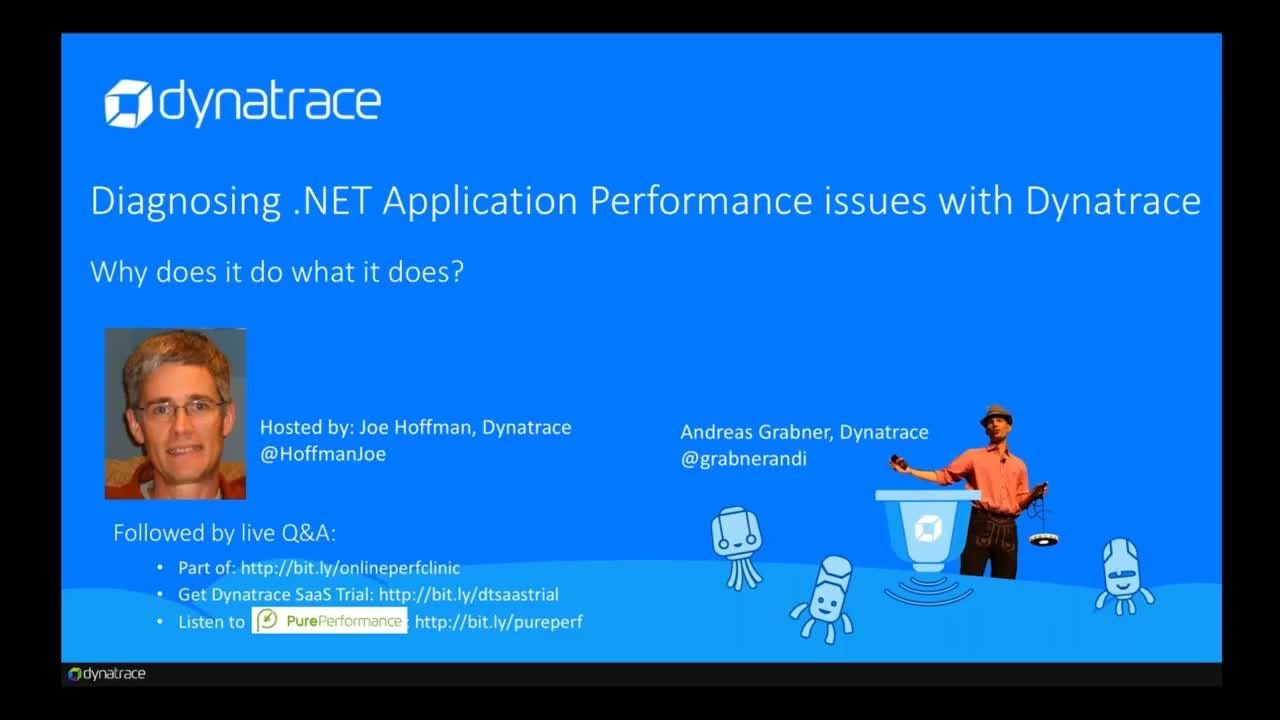 dynatrace
Diagnosing .NET Application Performance issues with Dynatrace
Why does it do what it does?
Hosted by: Joe Hoffman, Dynatrace
@HoffmanJoe
Andreas Grabner, Dynatrace
@grabnerandi
Followed by live Q&A:
• Part of: http://bit.ly/onlineperfclinic
• Get Dynatrace SaaS Trial: http://bit.ly/dtsaastrial
• Listen to PurePerformance: http://bit.ly/pureperf
dynatrace